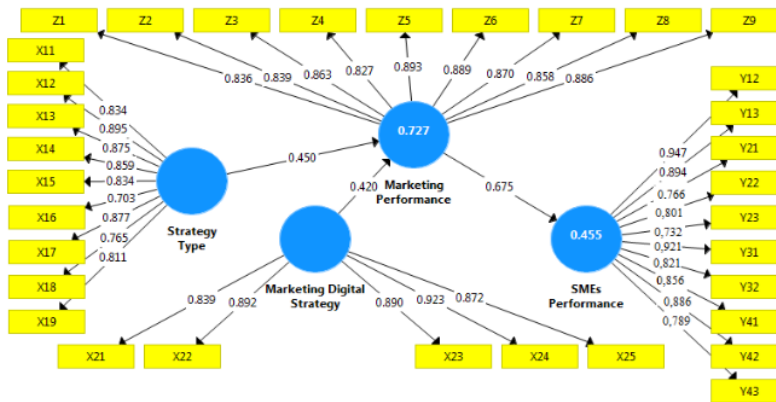 Z1 Z2 Z3 Z4 Z5 Z6 Z7 Z8 Z9
0.836 0.839 0.863 0.827 0.893 0.889 0.870 0.858 0.886
X11
X12
X13
X14
X15
X16
X17
X18
X19
0.834
0.895
0.875
0.859
0.834
0.703
0.877
0.765
0.811
Strategy
Type
0.450
0.727
Marketing
Performance
0.420
0.675
Marketing Digital
Strategy
0.839 0.892 0.890 0.923 0.872
X21 X22 X23 X24 X25
0.455
SMEs
Performance
0.947
0.894
0.766
0,801
0,732
0,921
0,821
0,856
0,886
0,789
Y12
Y13
Y21
Y22
Y23
Y31
Y32
Y41
Y42
Y43